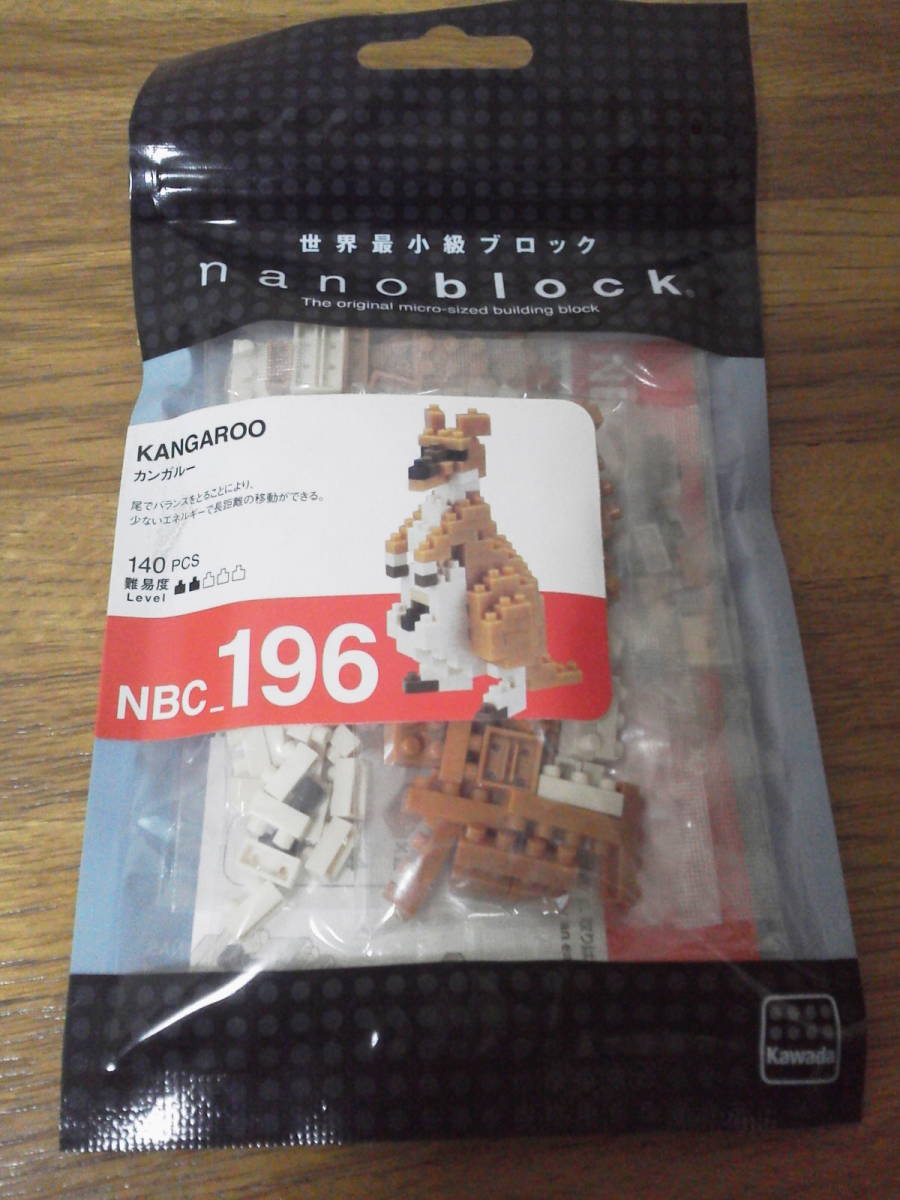 世界最小級ブロック
nanoblock®
The original micro-sized building block
KANGAROO
カンガルー
尾でバランスをとることにより、
少ないエネルギーで長距離の移動ができる。
140 PCS
難易度
Level
NBC_196
Kawada